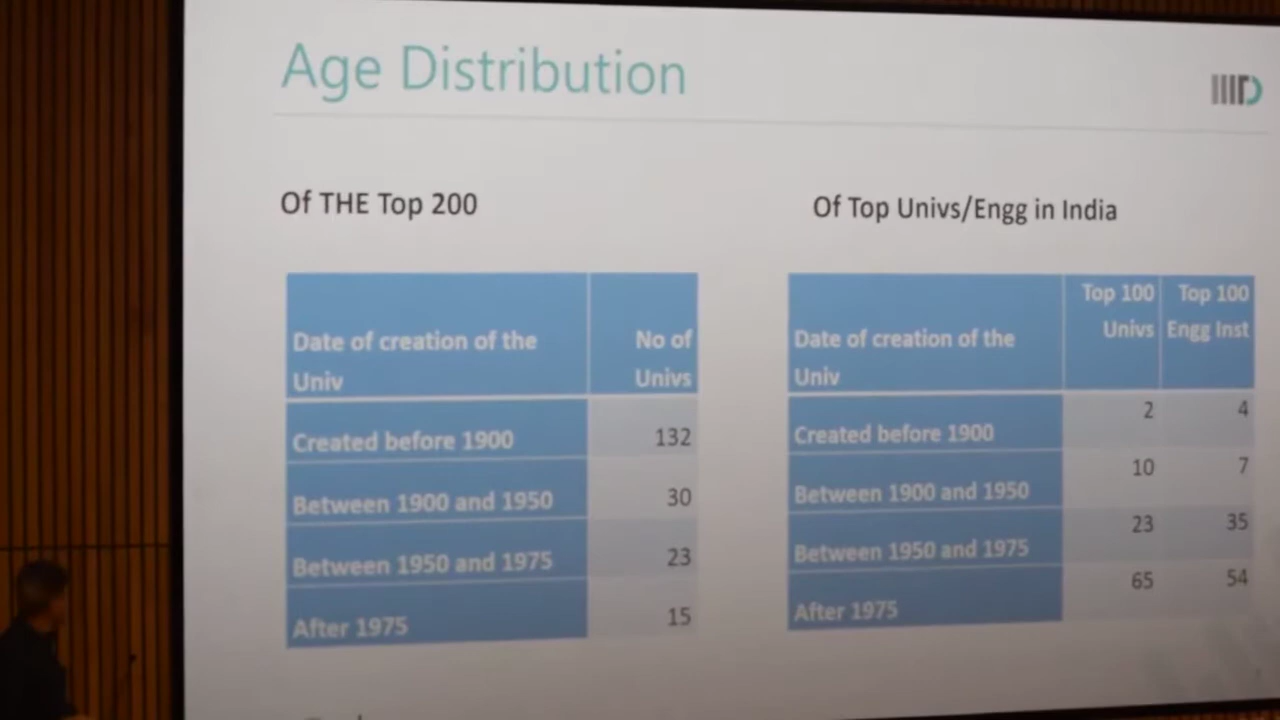 Age Distribution
IIITD
Of THE Top 200
Of Top Univs/Engg in India
Date of creation of the
Univ
No of
Univs
Created before 1900 132
Between 1900 and 1950 30
Between 1950 and 1975 23
After 1975 15
Date of creation of the
Univ
Top 100
Univs
Top 100
Engg Inst
Created before 1900 2 4
Between 1900 and 1950 10 7
Between 1950 and 1975 23 35
After 1975 65 54